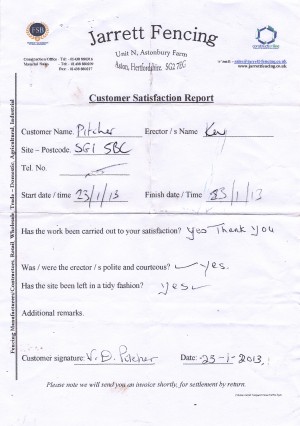 Jarrett Fencing
Unit N, Astonbury Farm
Aston, Hertfordshire. SG2 7EG
FSB
Customer Satisfaction Report
Customer Name. Pitcher Erector / s Name Kev
Site – Postcode. SG1 5BC
Tel. No.
Start date / time 23/1/13 Finish date / Time 23/1/13
Has the work been carried out to your satisfaction? Yes Thank You
Was / were the erector / s polite and courteous? yes.
Has the site been left in a tidy fashion? Yes
Additional remarks.
Customer signature: V. D. Pitcher Date: 23-1-2013,
Please note we will send you an invoice shortly, for settlement by return.
Fencing Manufacturers/Contractors, Retail, Wholesale, Trade – Domestic, Agricultural, Industrial